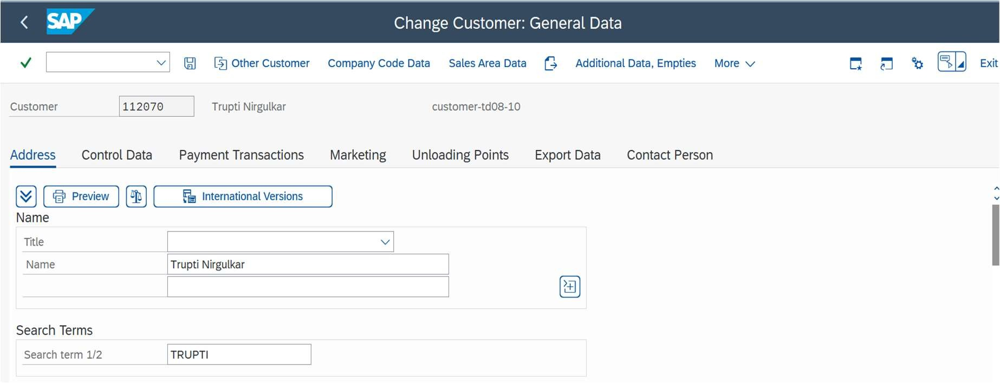 SAP Change Customer: General Data
Other Customer Company Code Data Sales Area Data Additional Data, Empties More Exit
Customer 112070 Trupti Nirgulkar customer-td08-10
Address Control Data Payment Transactions Marketing Unloading Points Export Data Contact Person
Preview International Versions
Name
Title
Name Trupti Nirgulkar
Search Terms
Search term 1/2 TRUPTI